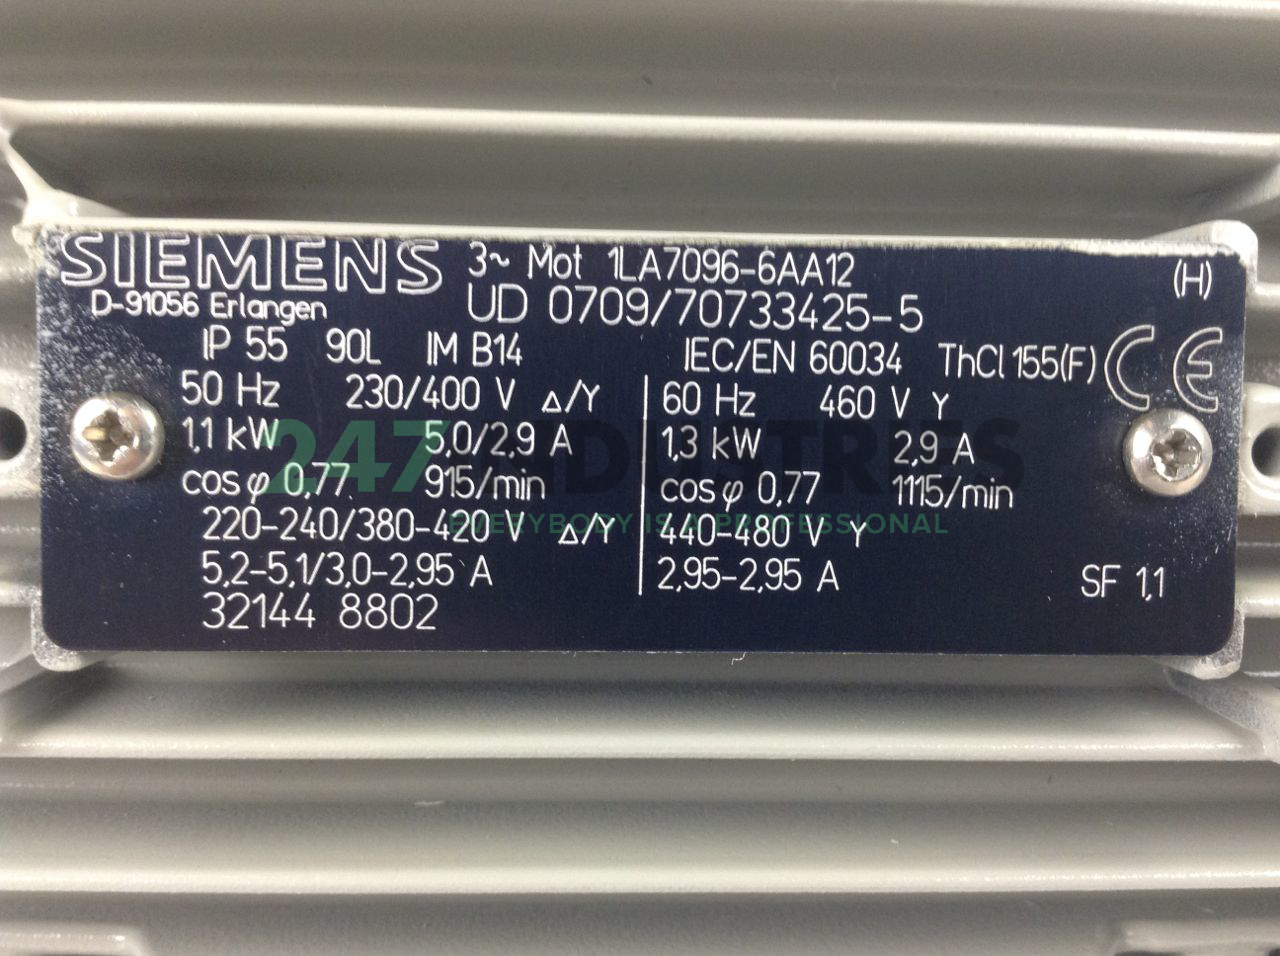 SIEMENS 3~ Mot 1LA7096-6AA12 (H)
D-91056 Erlangen UD 0709/70733425-5
IP 55 90L IM B14 IEC/EN 60034 ThCl 155(F) CE
50 Hz 230/400 V Δ/Y 60 Hz 460 V Y
1,1 kW 5,0/2,9 A 1,3 kW 2,9 A
cos φ 0,77 915/min cos φ 0,77 1115/min
220-240/380-420 V Δ/Y 440-480 V Y
5,2-5,1/3,0-2,95 A 2,95-2,95 A SF 1,1
32144 8802
247 INDUSTRIES
EVERYBODY IS A PROFESSIONAL